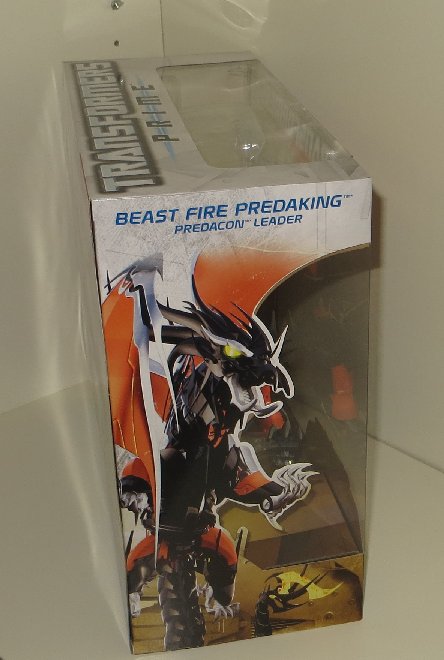 TRANSFORMERS
PRIME
BEAST FIRE PREDAKING™
PREDACON™ LEADER